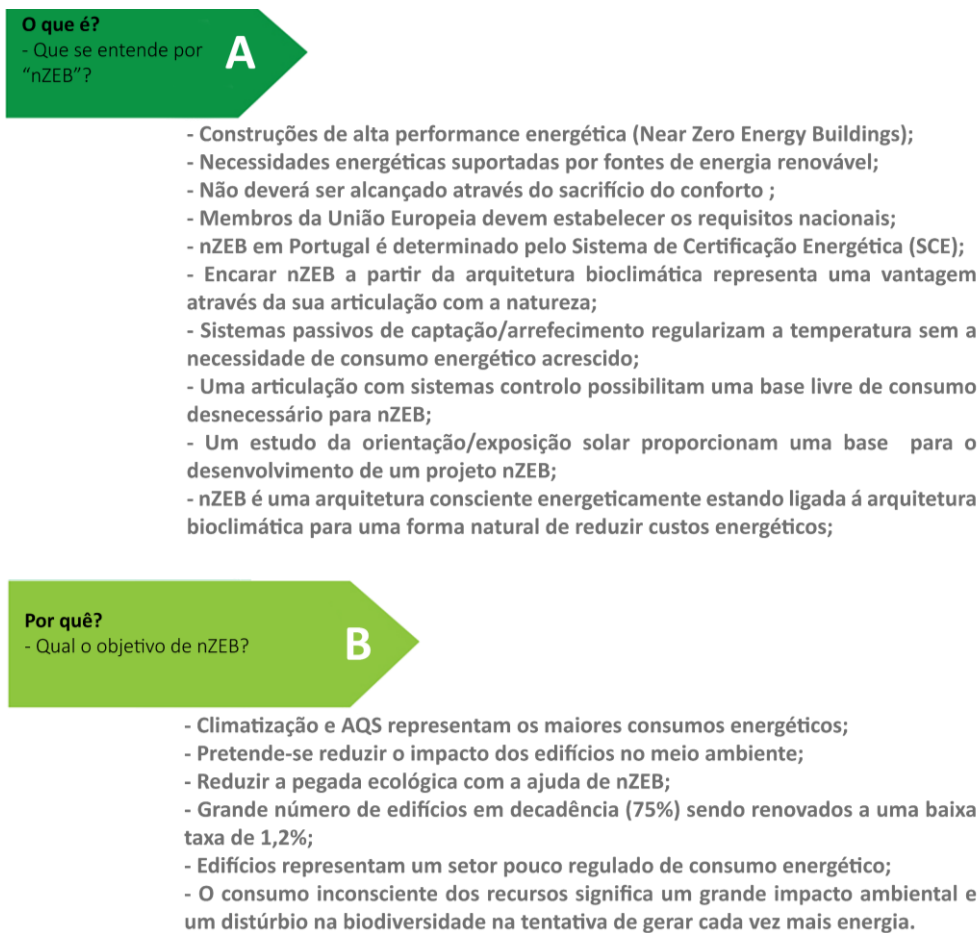 O que é?
- Que se entende por
“nZEB”?
A
- Construções de alta performance energética (Near Zero Energy Buildings);
- Necessidades energéticas suportadas por fontes de energia renovável;
- Não deverá ser alcançado através do sacrifício do conforto ;
- Membros da União Europeia devem estabelecer os requisitos nacionais;
- nZEB em Portugal é determinado pelo Sistema de Certificação Energética (SCE);
- Encarar nZEB a partir da arquitetura bioclimática representa uma vantagem
através da sua articulação com a natureza;
- Sistemas passivos de captação/arrefecimento regularizam a temperatura sem a
necessidade de consumo energético acrescido;
- Uma articulação com sistemas controlo possibilitam uma base livre de consumo
desnecessário para nZEB;
- Um estudo da orientação/exposição solar proporcionam uma base para o
desenvolvimento de um projeto nZEB;
- nZEB é uma arquitetura consciente energeticamente estando ligada á arquitetura
bioclimática para uma forma natural de reduzir custos energéticos;
Por quê?
- Qual o objetivo de nZEB?
B
- Climatização e AQS representam os maiores consumos energéticos;
- Pretende-se reduzir o impacto dos edifícios no meio ambiente;
- Reduzir a pegada ecológica com a ajuda de nZEB;
- Grande número de edifícios em decadência (75%) sendo renovados a uma baixa
taxa de 1,2%;
- Edifícios representam um setor pouco regulado de consumo energético;
- O consumo inconsciente dos recursos significa um grande impacto ambiental e
um distúrbio na biodiversidade na tentativa de gerar cada vez mais energia.